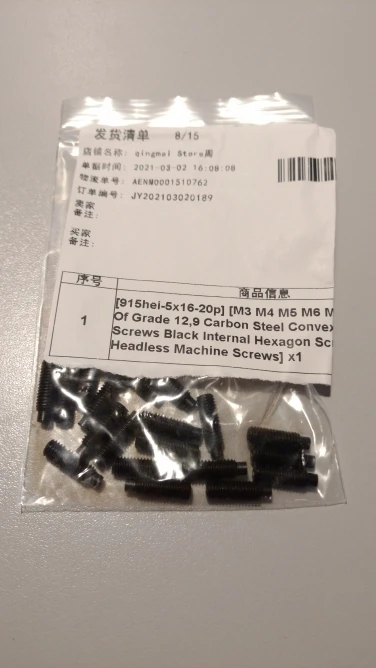 发货清单 8/15
店铺名称: qingmei Store周
单据时间: 2021-03-02 16:08:08
物流单号: AENM0001510762
订单编号: JY202103020189
卖家
备注:
买家
备注:
序号 商品信息
1
[915hei-5x16-20p] [M3 M4 M5 M6 M
Of Grade 12,9 Carbon Steel Convex
Screws Black Internal Hexagon Scr
Headless Machine Screws] x1